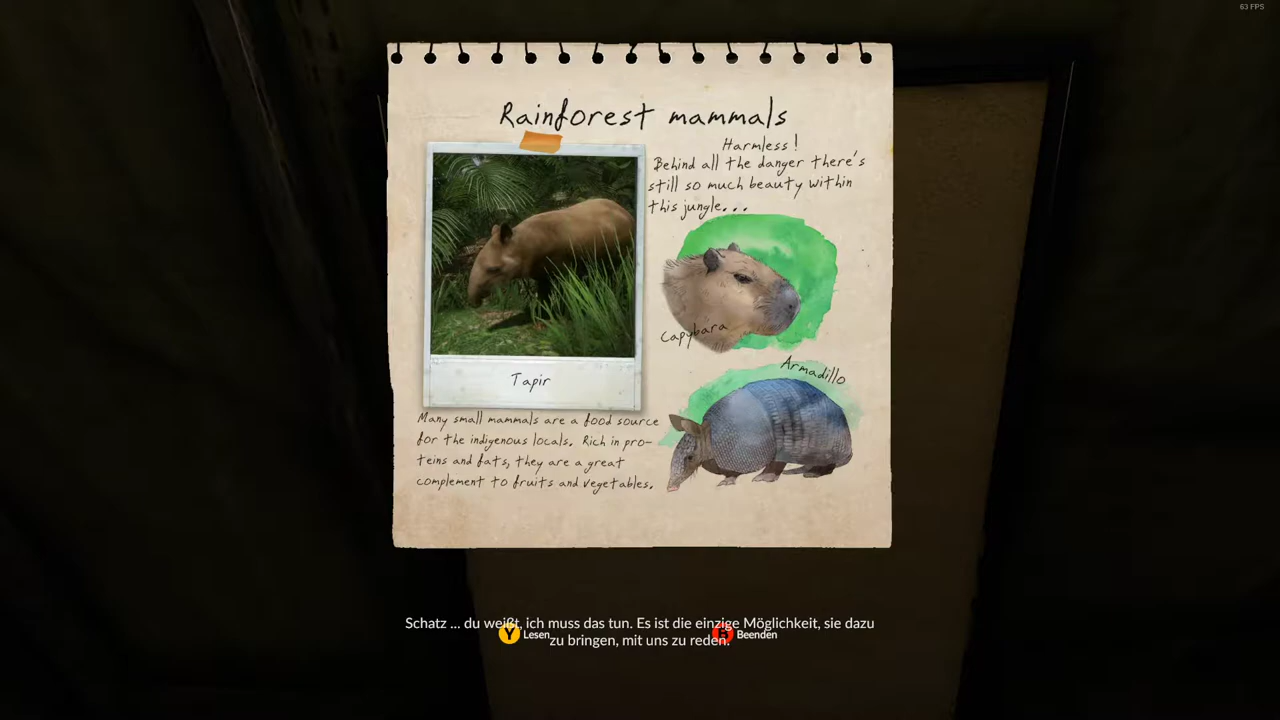 63 FPS
Rainforest mammals
Harmless!
Behind all the danger there's
still so much beauty within
this jungle...
Capybara
Armadillo
Tapir
Many small mammals are a food source
for the indigenous locals. Rich in pro-
teins and fats, they are a great
complement to fruits and vegetables.
Schatz ... du weißt, ich muss das tun. Es ist die einzige Möglichkeit, sie dazu
zu bringen, mit uns zu reden.
Y Lesen
B Beenden